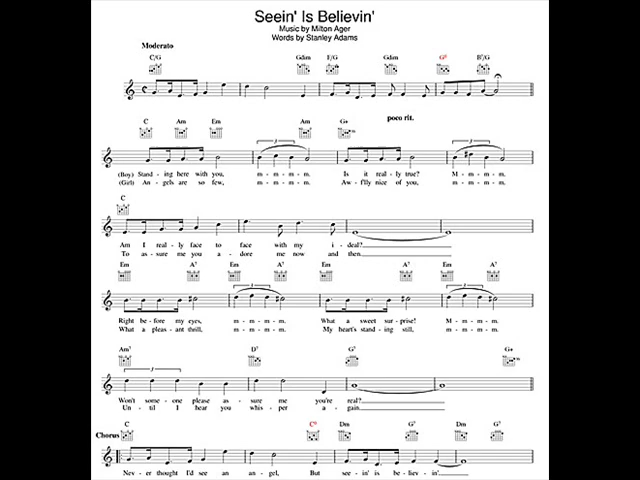 Seein' Is Believin'
Music by Milton Ager
Words by Stanley Adams
Moderato
C/G Gdim E/G Gdim G6 B7/G
poco rit.
C Am Em Am G+
(Boy) Stand - ing here with you, m - m - m - m. Is it real - ly true? M - m - m - m.
(Girl) An - gels are so few, m - m - m - m. Aw - f'lly nice of you, m - m - m - m.
C
Am I real - ly face to face with my i - deal?
To as - sure me you a - dore me now and then.
Em A7 Em A7 Em A7 Em A7
Right be - fore my eyes, m - m - m - m. What a sweet sur - prise! M - m - m - m.
What a pleas - ant thrill, m - m - m - m. My heart's stand - ing still, m - m - m - m.
Am7 D7 G7 G+
Won't some - one please as - sure me you're real?
Un - til I hear you whis - per a - gain.
Chorus C Dm G7 Dm G7
Nev - er thought I'd see an an - gel, But see - in' is be - liev - in'.